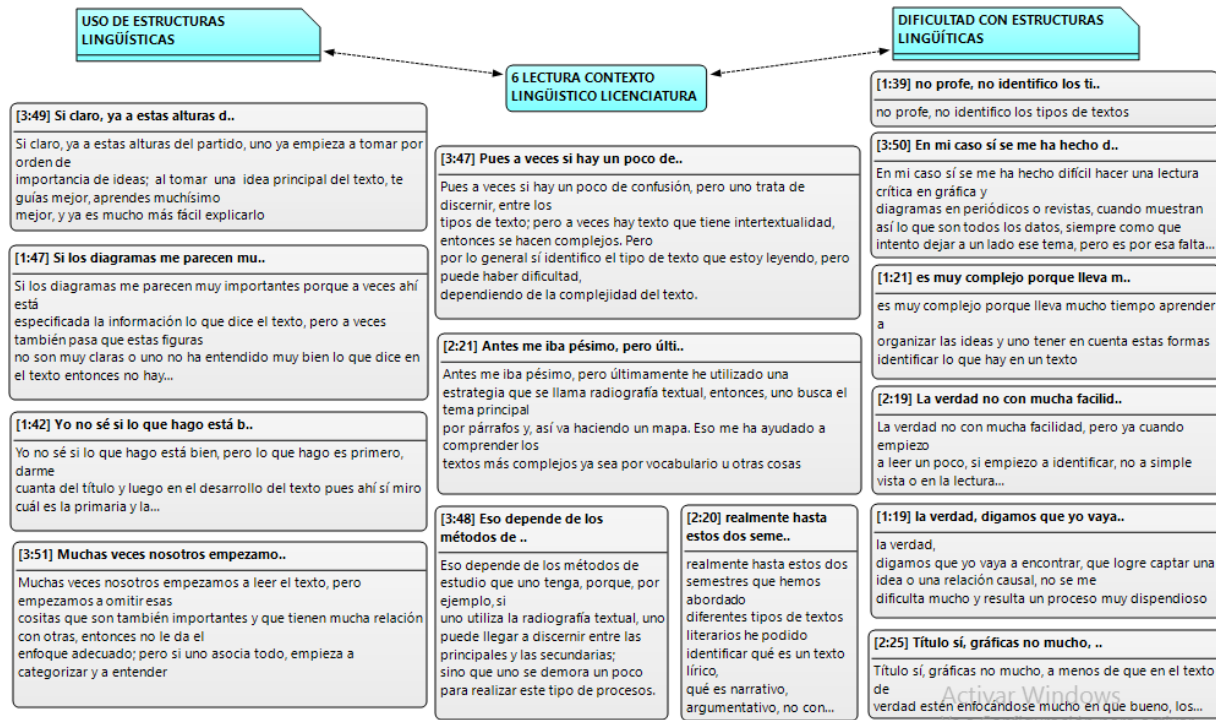 USO DE ESTRUCTURAS
LINGÜÍSTICAS
DIFICULTAD CON ESTRUCTURAS
LINGÜÍTICAS
6 LECTURA CONTEXTO
LINGÜISTICO LICENCIATURA
[3:49] Si claro, ya a estas alturas d..
Si claro, ya a estas alturas del partido, uno ya empieza a tomar por
orden de
importancia de ideas; al tomar una idea principal del texto, te
guías mejor, aprendes muchísimo
mejor, y ya es mucho más fácil explicarlo
[1:47] Si los diagramas me parecen mu..
Si los diagramas me parecen muy importantes porque a veces ahí
está
especificada la información lo que dice el texto, pero a veces
también pasa que estas figuras
no son muy claras o uno no ha entendido muy bien lo que dice en
el texto entonces no hay...
[1:42] Yo no sé si lo que hago está b..
Yo no sé si lo que hago está bien, pero lo que hago es primero,
darme
cuanta del título y luego en el desarrollo del texto pues ahí sí miro
cuál es la primaria y la...
[3:51] Muchas veces nosotros empezamo..
Muchas veces nosotros empezamos a leer el texto, pero
empezamos a omitir esas
cositas que son también importantes y que tienen mucha relación
con otras, entonces no le da el
enfoque adecuado; pero si uno asocia todo, empieza a
categorizar y a entender
[3:47] Pues a veces si hay un poco de..
Pues a veces si hay un poco de confusión, pero uno trata de
discernir, entre los
tipos de texto; pero a veces hay texto que tiene intertextualidad,
entonces se hacen complejos. Pero
por lo general sí identifico el tipo de texto que estoy leyendo, pero
puede haber dificultad,
dependiendo de la complejidad del texto.
[2:21] Antes me iba pésimo, pero últi..
Antes me iba pésimo, pero últimamente he utilizado una
estrategia que se llama radiografía textual, entonces, uno busca el
tema principal
por párrafos y, así va haciendo un mapa. Eso me ha ayudado a
comprender los
textos más complejos ya sea por vocabulario u otras cosas
[3:48] Eso depende de los
métodos de ..
Eso depende de los métodos de
estudio que uno tenga, porque, por
ejemplo, si
uno utiliza la radiografía textual, uno
puede llegar a discernir entre las
principales y las secundarias;
sino que uno se demora un poco
para realizar este tipo de procesos.
[2:20] realmente hasta
estos dos seme..
realmente hasta estos dos
semestres que hemos
abordado
diferentes tipos de textos
literarios he podido
identificar qué es un texto
lírico,
qué es narrativo,
argumentativo, no con...
[1:39] no profe, no identifico los ti..
no profe, no identifico los tipos de textos
[3:50] En mi caso sí se me ha hecho d..
En mi caso sí se me ha hecho difícil hacer una lectura
crítica en gráfica y
diagramas en periódicos o revistas, cuando muestran
así lo que son todos los datos, siempre como que
intento dejar a un lado ese tema, pero es por esa falta...
[1:21] es muy complejo porque lleva m..
es muy complejo porque lleva mucho tiempo aprender
a
organizar las ideas y uno tener en cuenta estas formas
identificar lo que hay en un texto
[2:19] La verdad no con mucha facilid..
La verdad no con mucha facilidad, pero ya cuando
empiezo
a leer un poco, si empiezo a identificar, no a simple
vista o en la lectura...
[1:19] la verdad, digamos que yo vaya..
la verdad,
digamos que yo vaya a encontrar, que logre captar una
idea o una relación causal, no se me
dificulta mucho y resulta un proceso muy dispendioso
[2:25] Título sí, gráficas no mucho, ..
Título sí, gráficas no mucho, a menos de que en el texto
de
verdad estén enfocándose mucho en que bueno, los...
Activar Windows